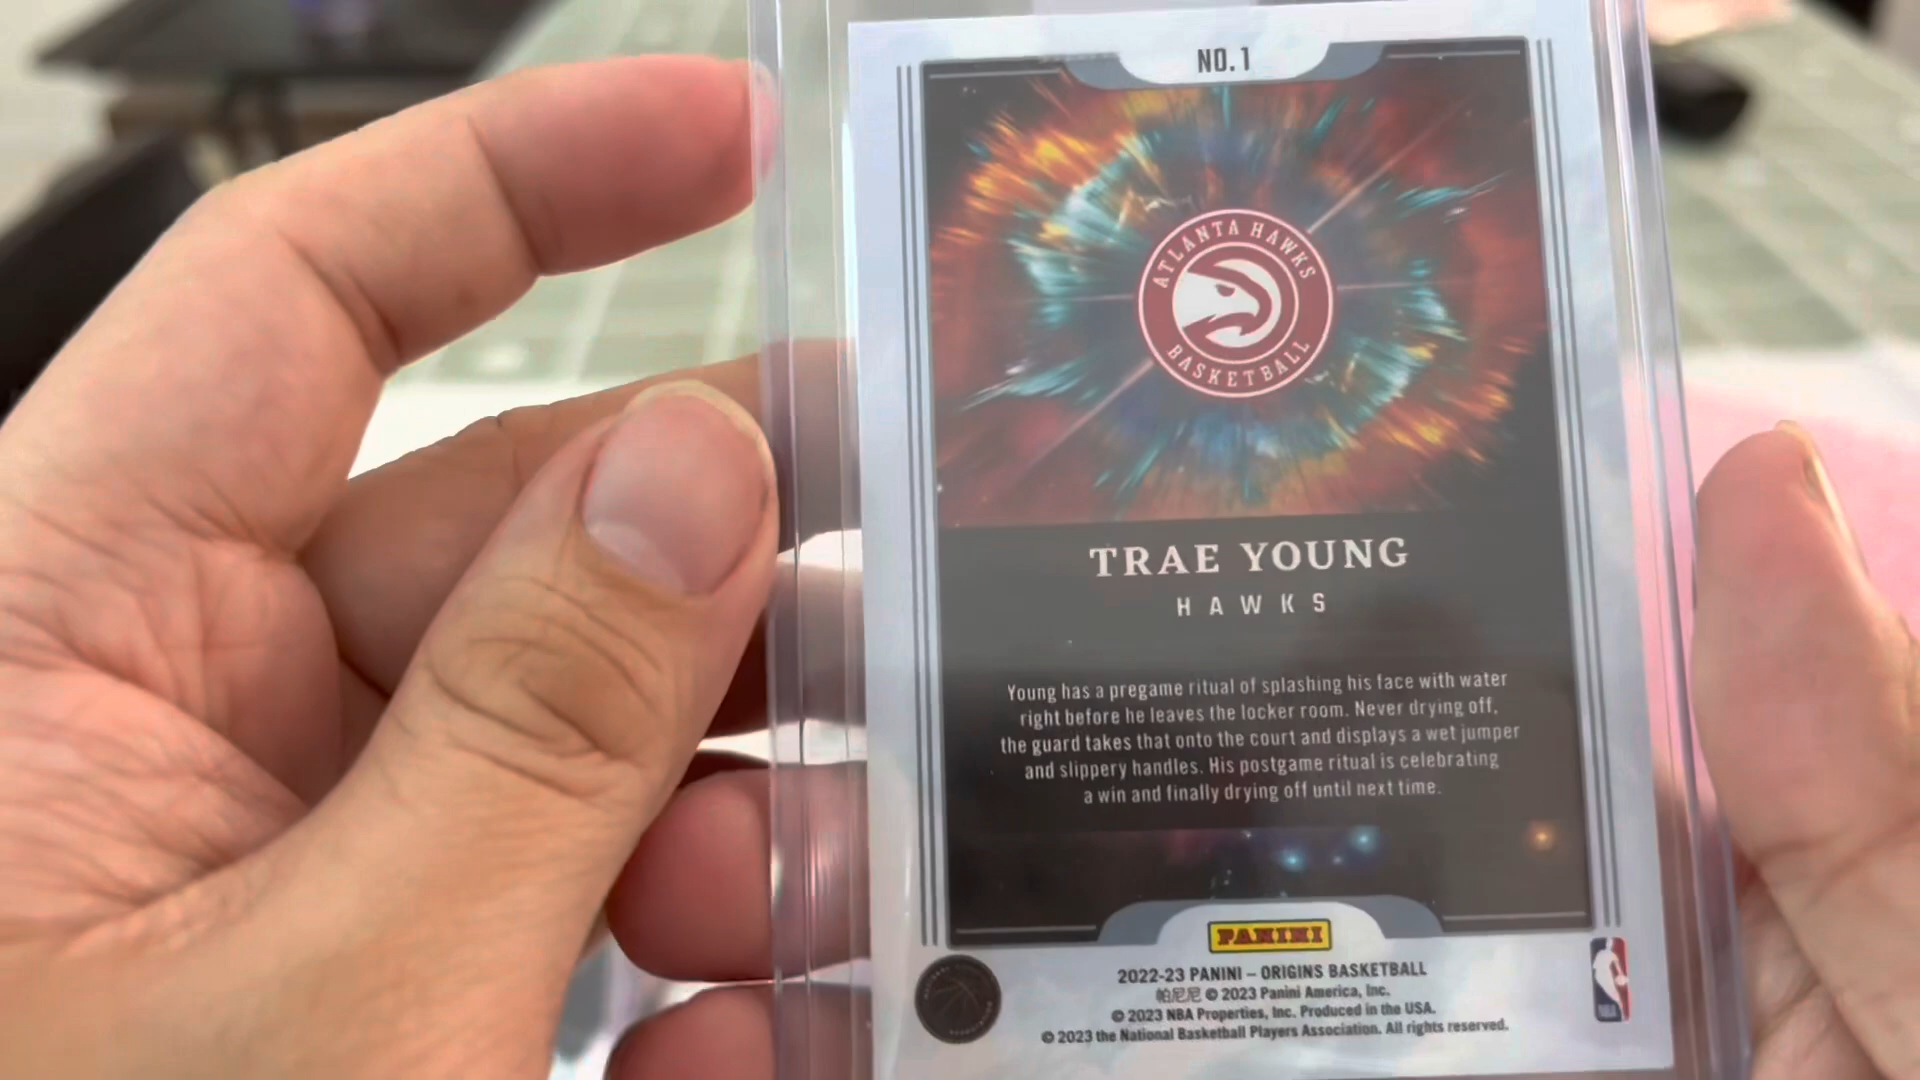 NO. 1
ATLANTA HAWKS
BASKETBALL
TRAE YOUNG
HAWKS
Young has a pregame ritual of splashing his face with water
right before he leaves the locker room. Never drying off,
the guard takes that onto the court and displays a wet jumper
and slippery handles. His postgame ritual is celebrating
a win and finally drying off until next time.
PANINI
2022-23 PANINI – ORIGINS BASKETBALL
帕尼尼 © 2023 Panini America, Inc.
© 2023 NBA Properties, Inc. Produced in the USA.
© 2023 the National Basketball Players Association. All rights reserved.
NBA